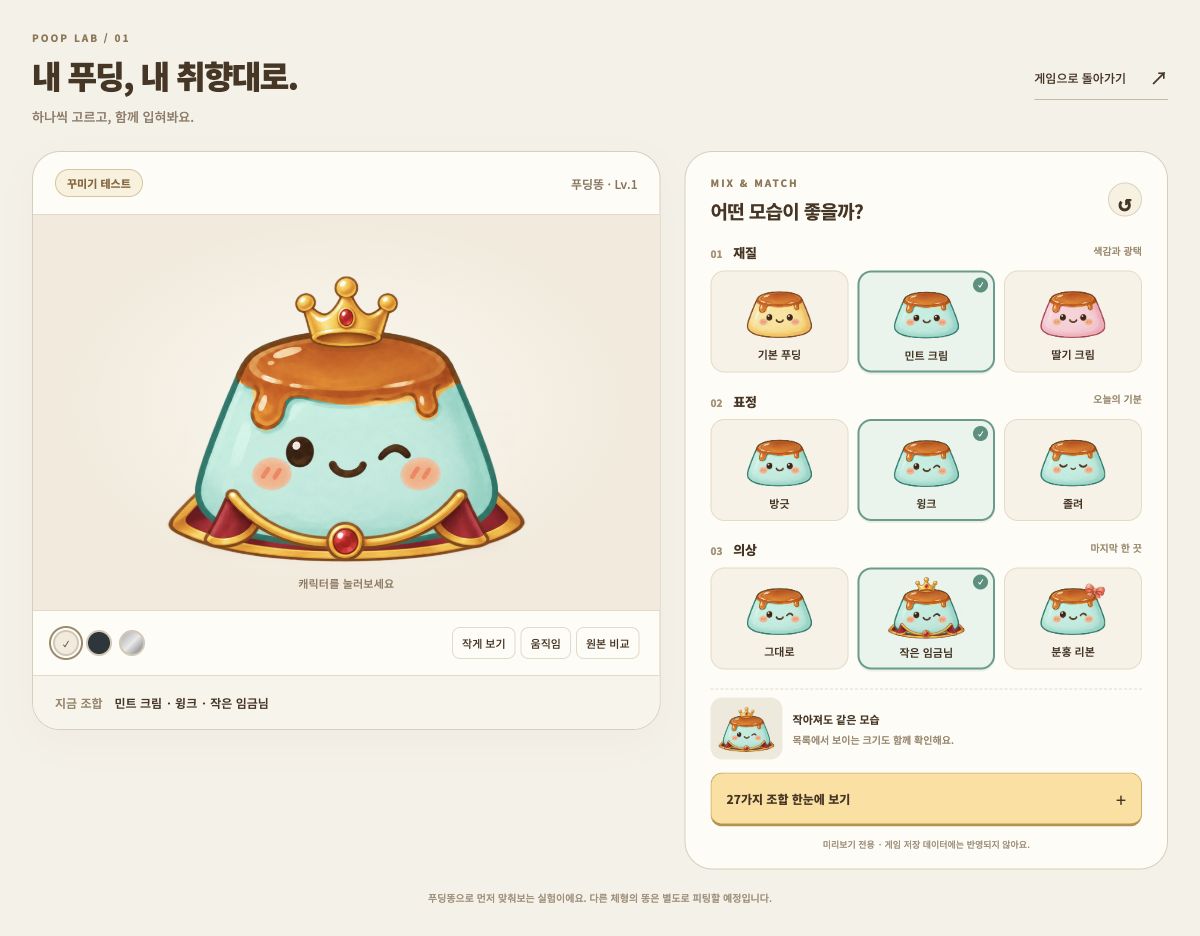 POOP LAB / 01
내 푸딩, 내 취향대로.
하나씩 고르고, 함께 입혀봐요.
게임으로 돌아가기 ↗
꾸미기 테스트
푸딩똥 · Lv.1
캐릭터를 눌러보세요
작게 보기
움직임
원본 비교
지금 조합 민트 크림 · 윙크 · 작은 임금님
MIX & MATCH
어떤 모습이 좋을까?
01 재질
색감과 광택
기본 푸딩
민트 크림
딸기 크림
02 표정
오늘의 기분
방긋
윙크
졸려
03 의상
마지막 한 끗
그대로
작은 임금님
분홍 리본
작아져도 같은 모습
목록에서 보이는 크기도 함께 확인해요.
27가지 조합 한눈에 보기 +
미리보기 전용 · 게임 저장 데이터에는 반영되지 않아요.
푸딩똥으로 먼저 맞춰보는 실험이에요. 다른 체형의 똥은 별도로 피팅할 예정입니다.